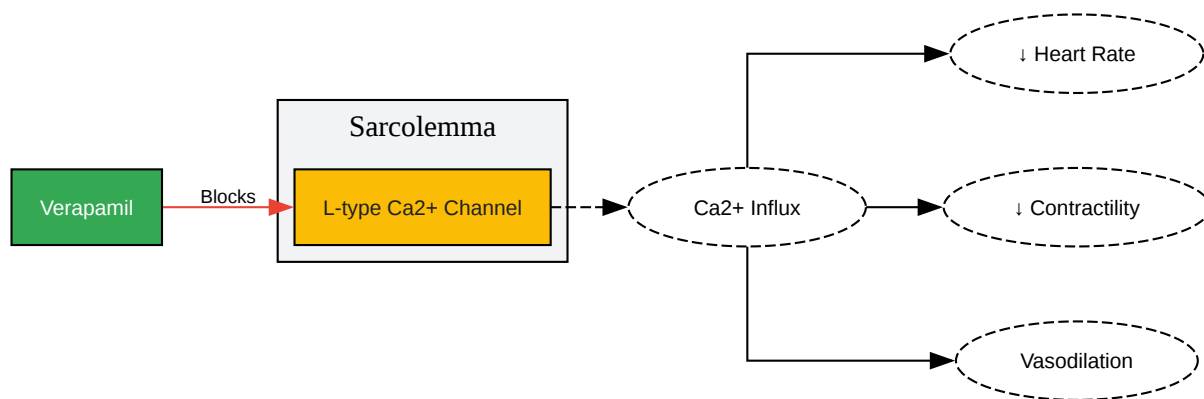 ↓ Heart Rate
Sarcolemma
Verapamil
Blocks
L-type Ca2+ Channel
Ca2+ Influx
↓ Contractility
Vasodilation